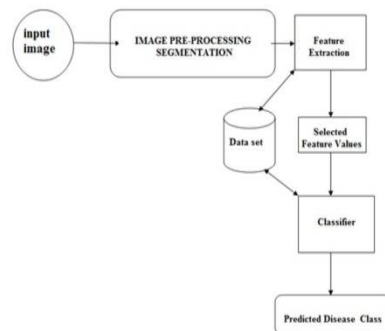 input
image
IMAGE PRE-PROCESSING
SEGMENTATION
Feature
Extraction
Data set
Selected
Feature Values
Classifier
Predicted Disease Class